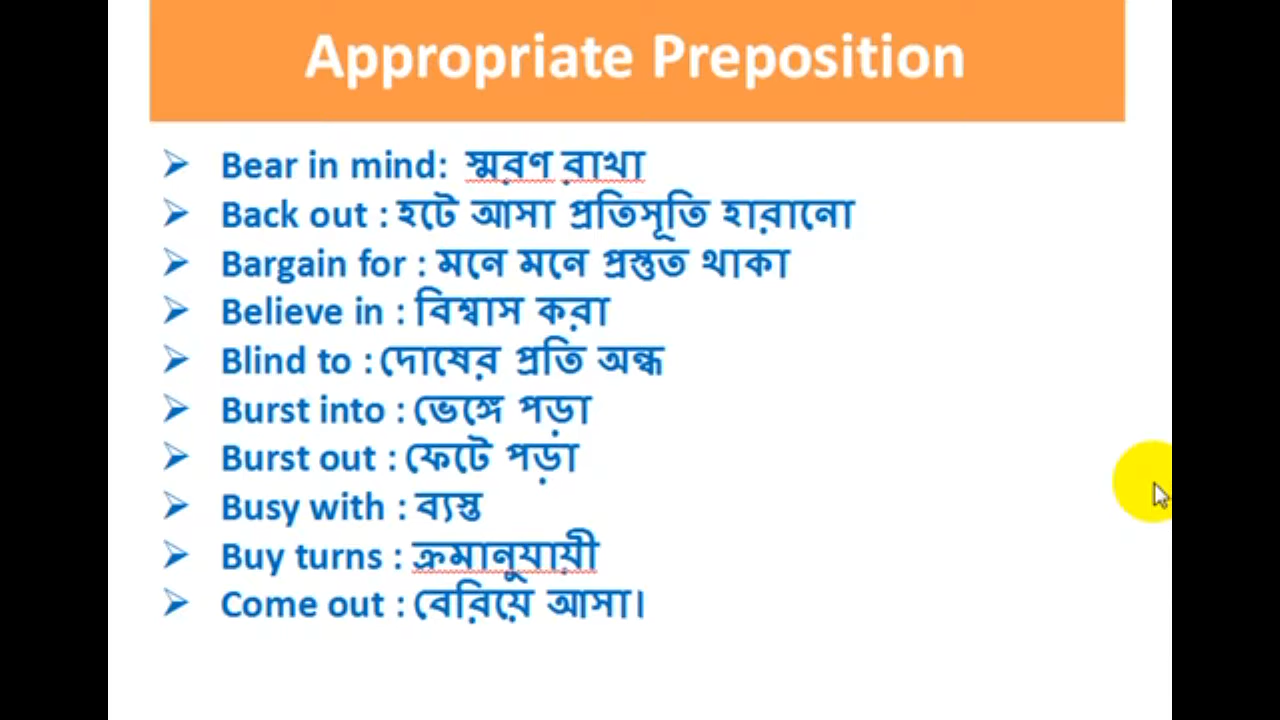 Appropriate Preposition
Bear in mind: স্মরণ রাখা
Back out : হটে আসা প্রতিসূতি হারানো
Bargain for : মনে মনে প্রস্তুত থাকা
Believe in : বিশ্বাস করা
Blind to : দোষের প্রতি অন্ধ
Burst into : ভেঙ্গে পড়া
Burst out : ফেটে পড়া
Busy with : ব্যস্ত
Buy turns : ক্রমানুযায়ী
Come out : বেরিয়ে আসা।